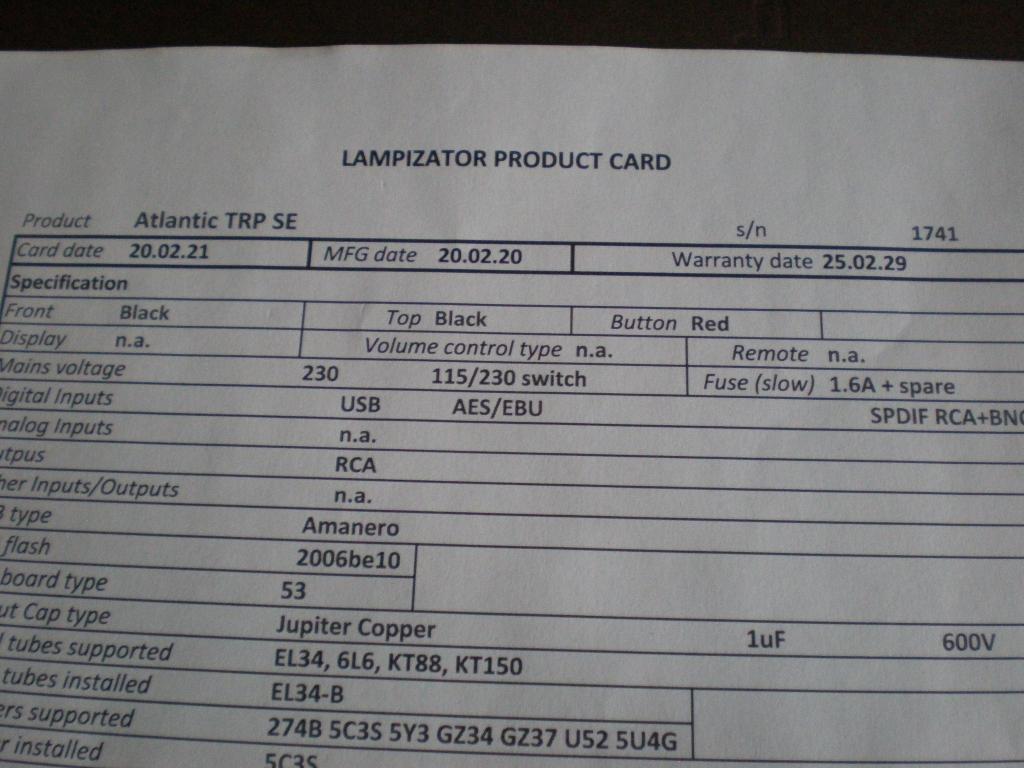 LAMPIZATOR PRODUCT CARD
Product Atlantic TRP SE s/n 1741
Card date 20.02.21 MFG date 20.02.20 Warranty date 25.02.29
Specification
Front Black Top Black Button Red
Display n.a. Volume control type n.a. Remote n.a.
Mains voltage 230 115/230 switch Fuse (slow) 1.6A + spare
igital Inputs USB AES/EBU SPDIF RCA+BNC
nalog Inputs n.a.
utpus RCA
her Inputs/Outputs n.a.
B type Amanero
flash 2006be10
board type 53
ut Cap type Jupiter Copper 1uF 600V
tubes supported EL34, 6L6, KT88, KT150
tubes installed EL34-B
ers supported 274B 5C3S 5Y3 GZ34 GZ37 U52 5U4G
r installed 5C3S